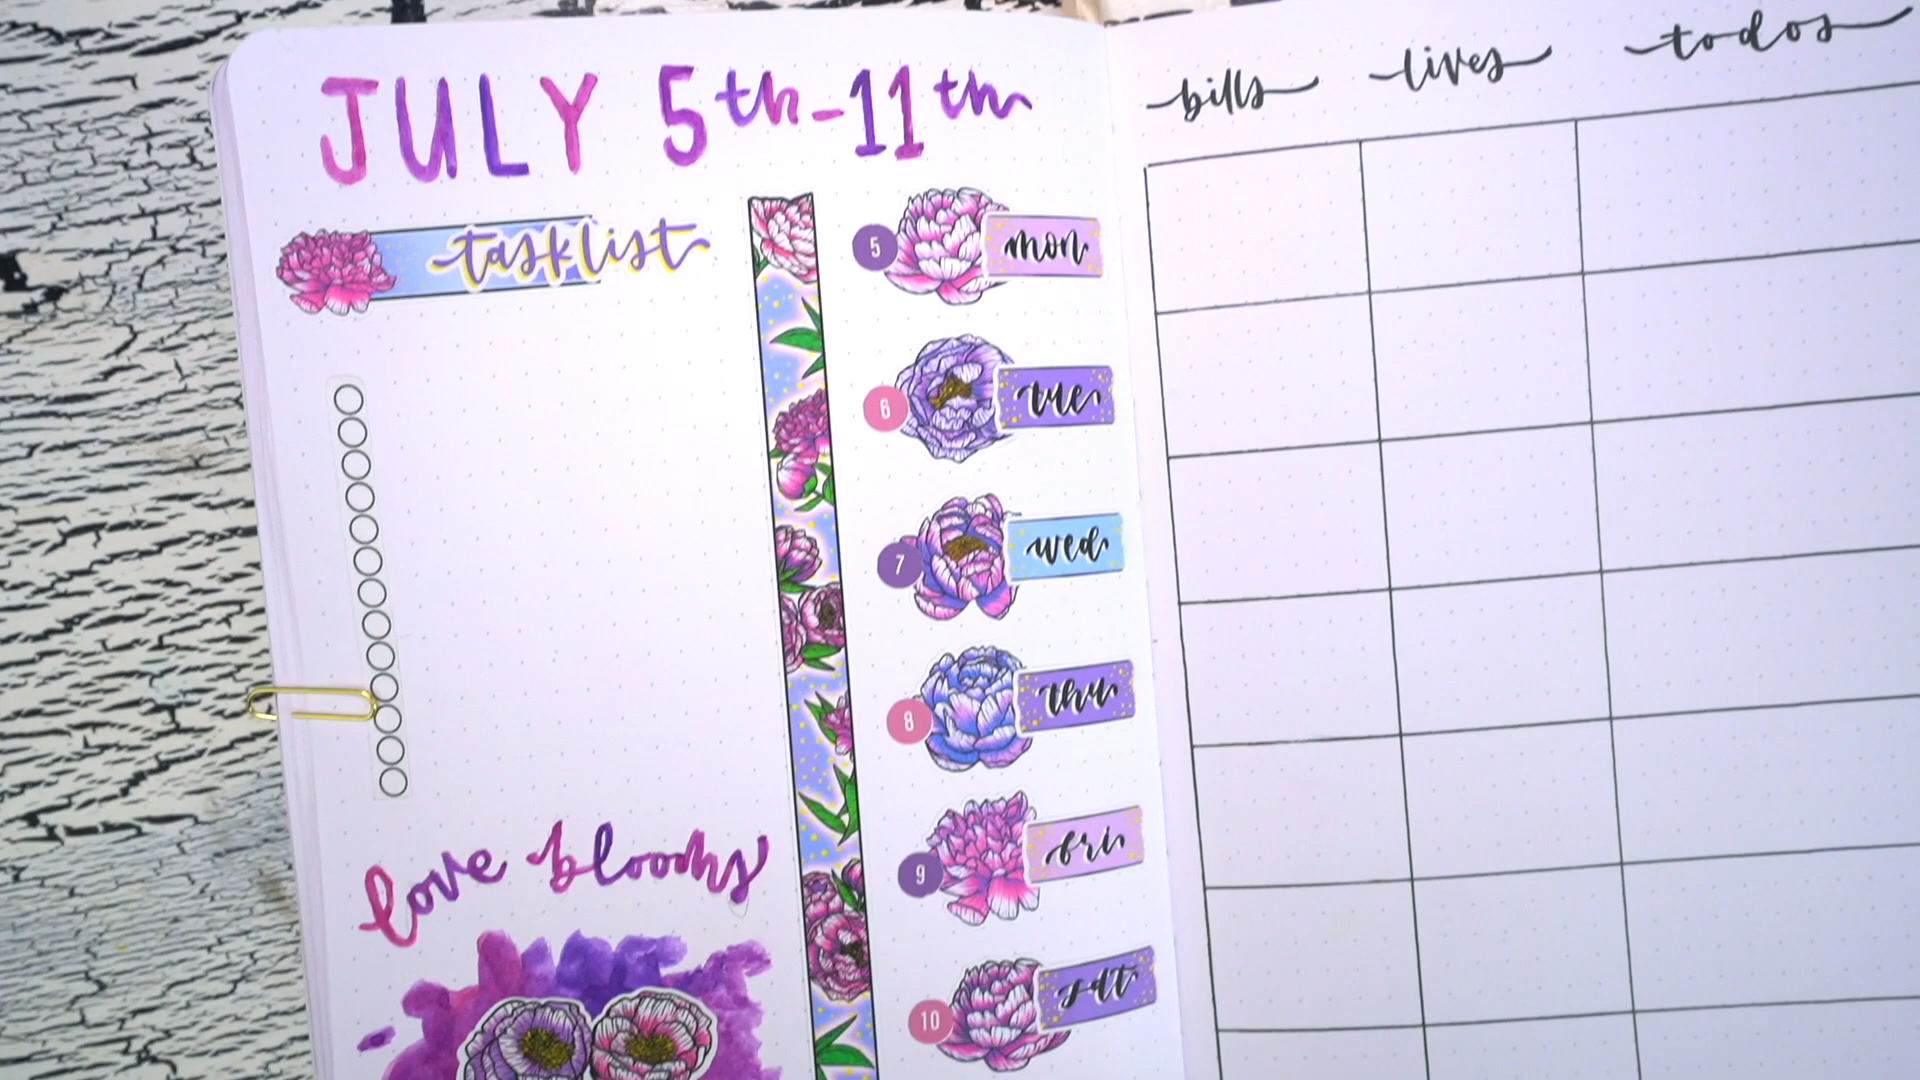 JULY 5th-11th
tasklist
love blooms
5 mon
6 tue
7 wed
8 thu
9 fri
10 sat
bills lives todos